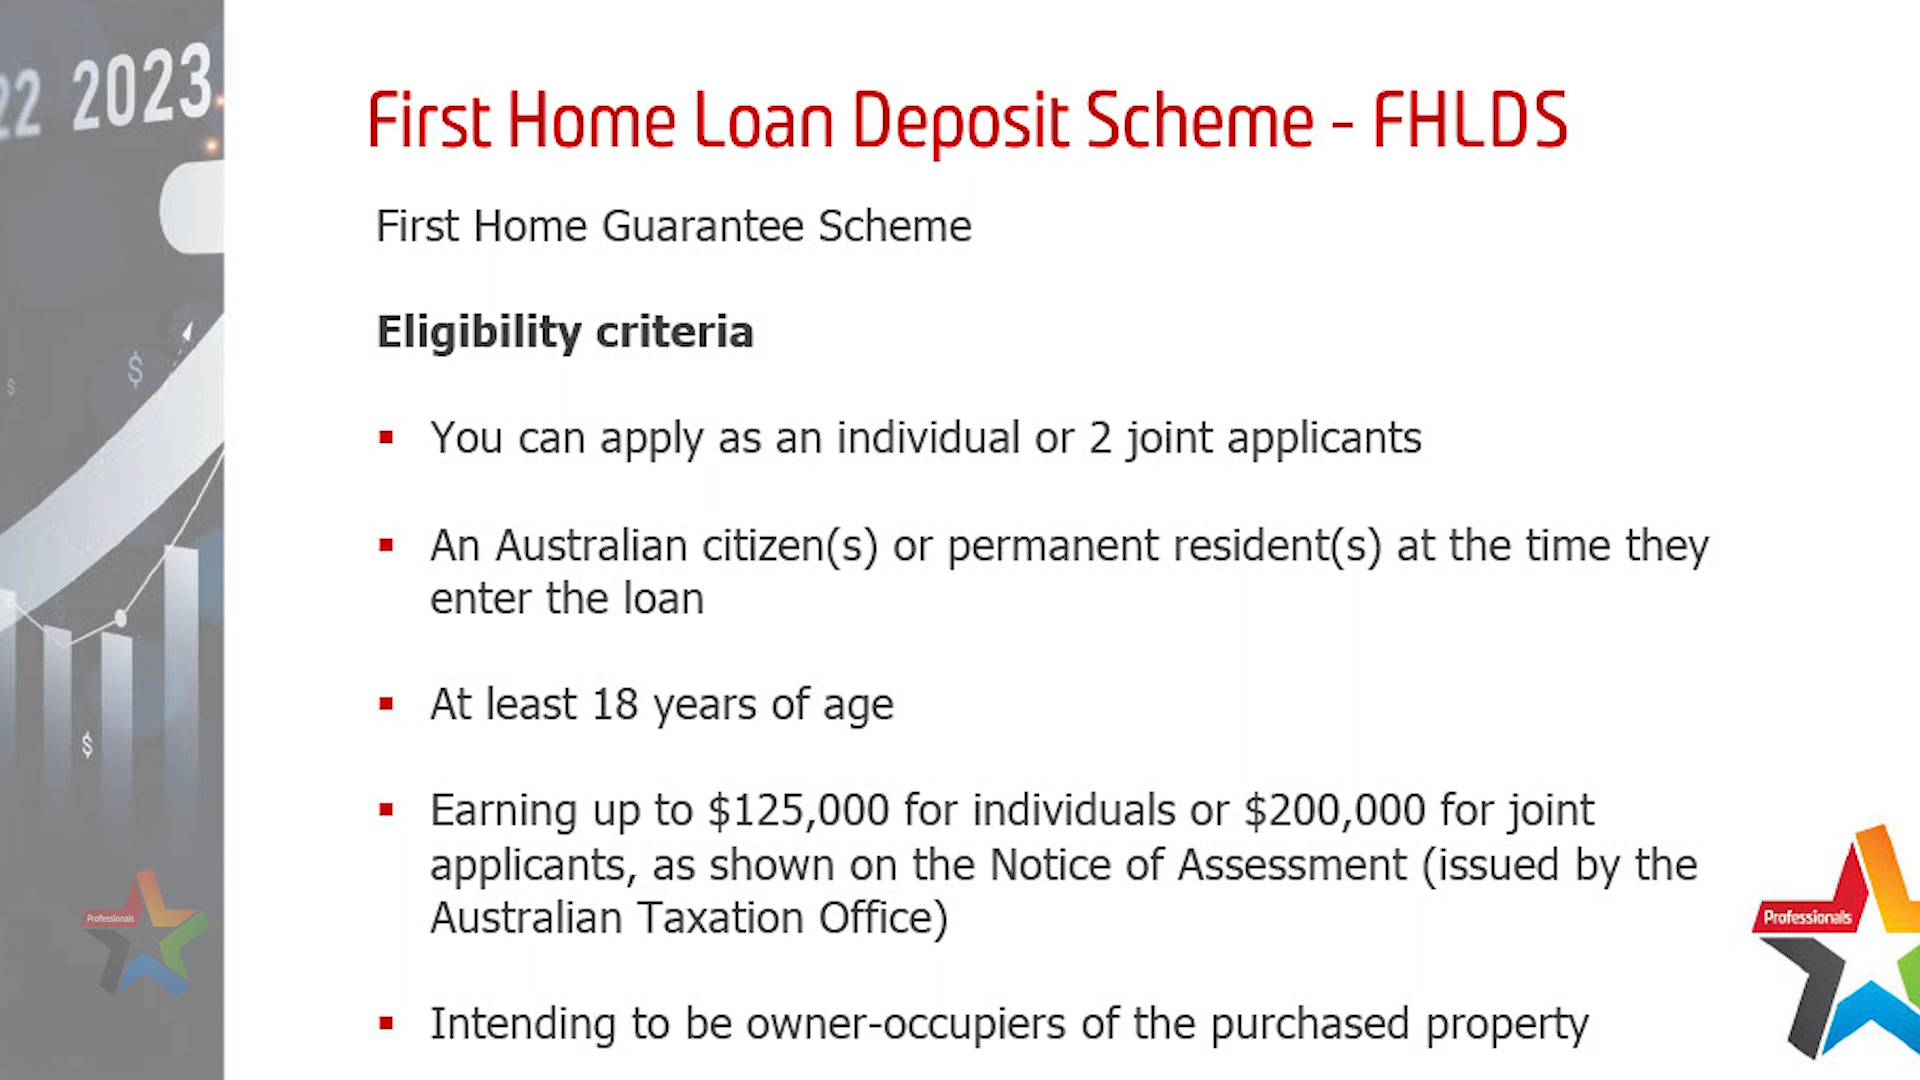 22 2023
First Home Loan Deposit Scheme - FHLDS
First Home Guarantee Scheme
Eligibility criteria
▪ You can apply as an individual or 2 joint applicants
▪ An Australian citizen(s) or permanent resident(s) at the time they
enter the loan
▪ At least 18 years of age
▪ Earning up to $125,000 for individuals or $200,000 for joint
applicants, as shown on the Notice of Assessment (issued by the
Australian Taxation Office)
▪ Intending to be owner-occupiers of the purchased property
$
$
$
Professionals
Professionals